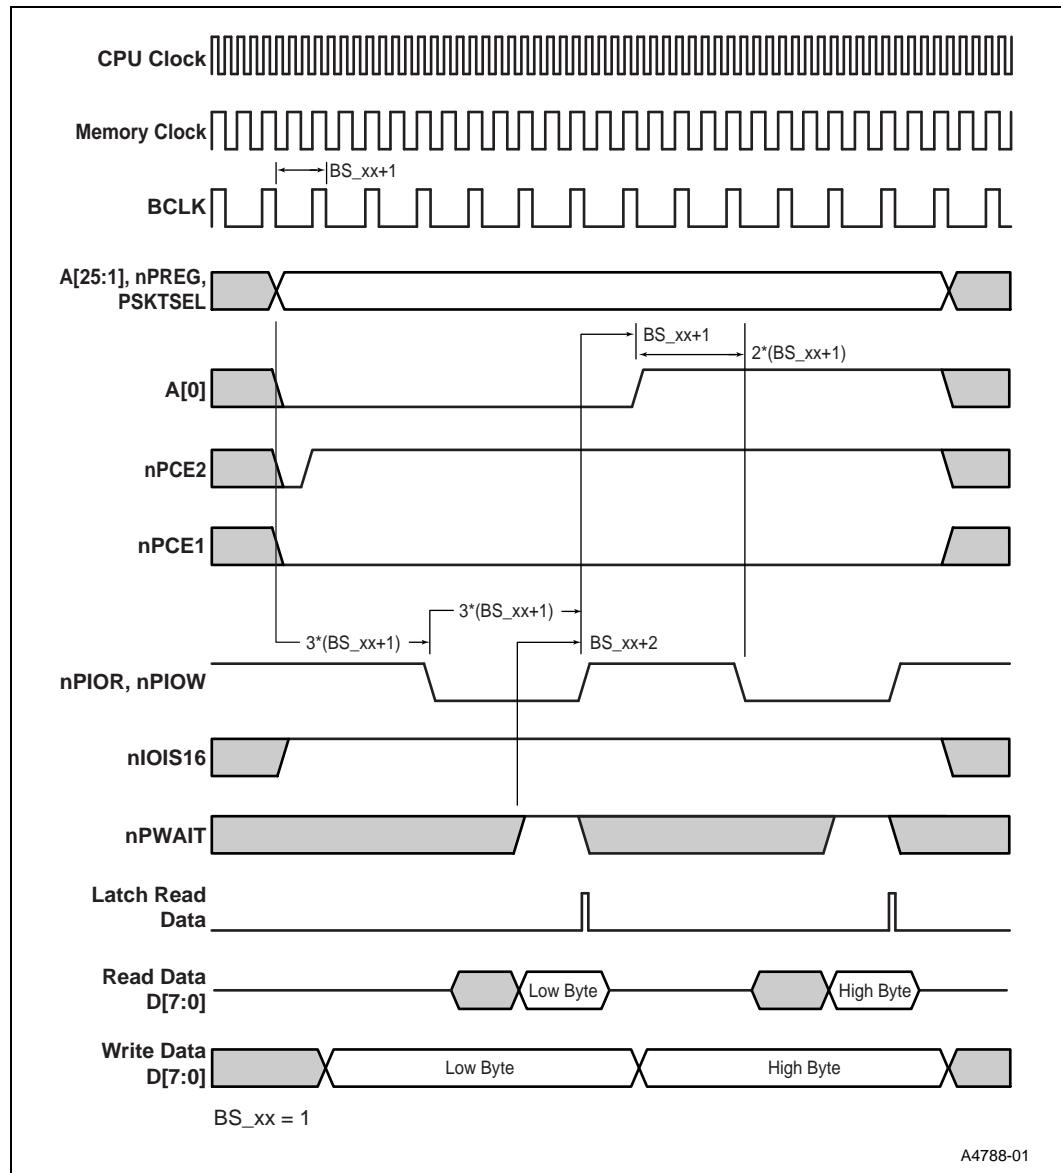 CPU Clock
Memory Clock
BS_xx+1
BCLK
A[25:1], nPREG,
PSKTSEL
BS_xx+1
2*(BS_xx+1)
A[0]
nPCE2
nPCE1
3*(BS_xx+1)
3*(BS_xx+1)
BS_xx+2
nPIOR, nPIOW
nIOIS16
nPWAIT
Latch Read
Data
Read Data
D[7:0]
Low Byte
High Byte
Write Data
D[7:0]
Low Byte
High Byte
BS_xx = 1
A4788-01